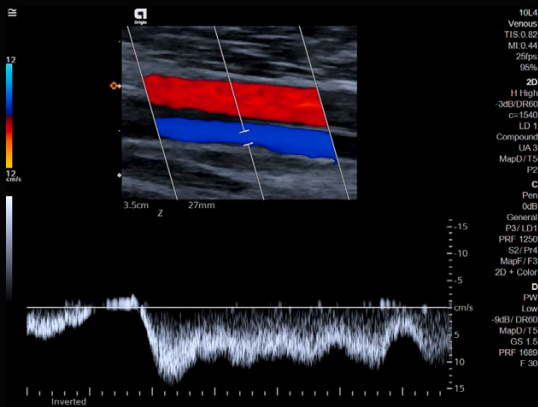 Origin
12
12
cm/s
3.5cm
Z
27mm
10L4
Venous
TIS:0.82
MI:0.44
25fps
95%
2D
H High
-3dB/DR60
c=1540
LD 1
Compound
UA 3
MapD/T5
P2
C
Pen
0dB
General
P3/LD1
PRF 1250
S2/Pr4
MapF/F3
2D + Color
D
PW
Low
-9dB/DR60
MapD/T5
GS 1.5
PRF 1689
F 30
-15
-10
-5
cm/s
5
10
15
Inverted